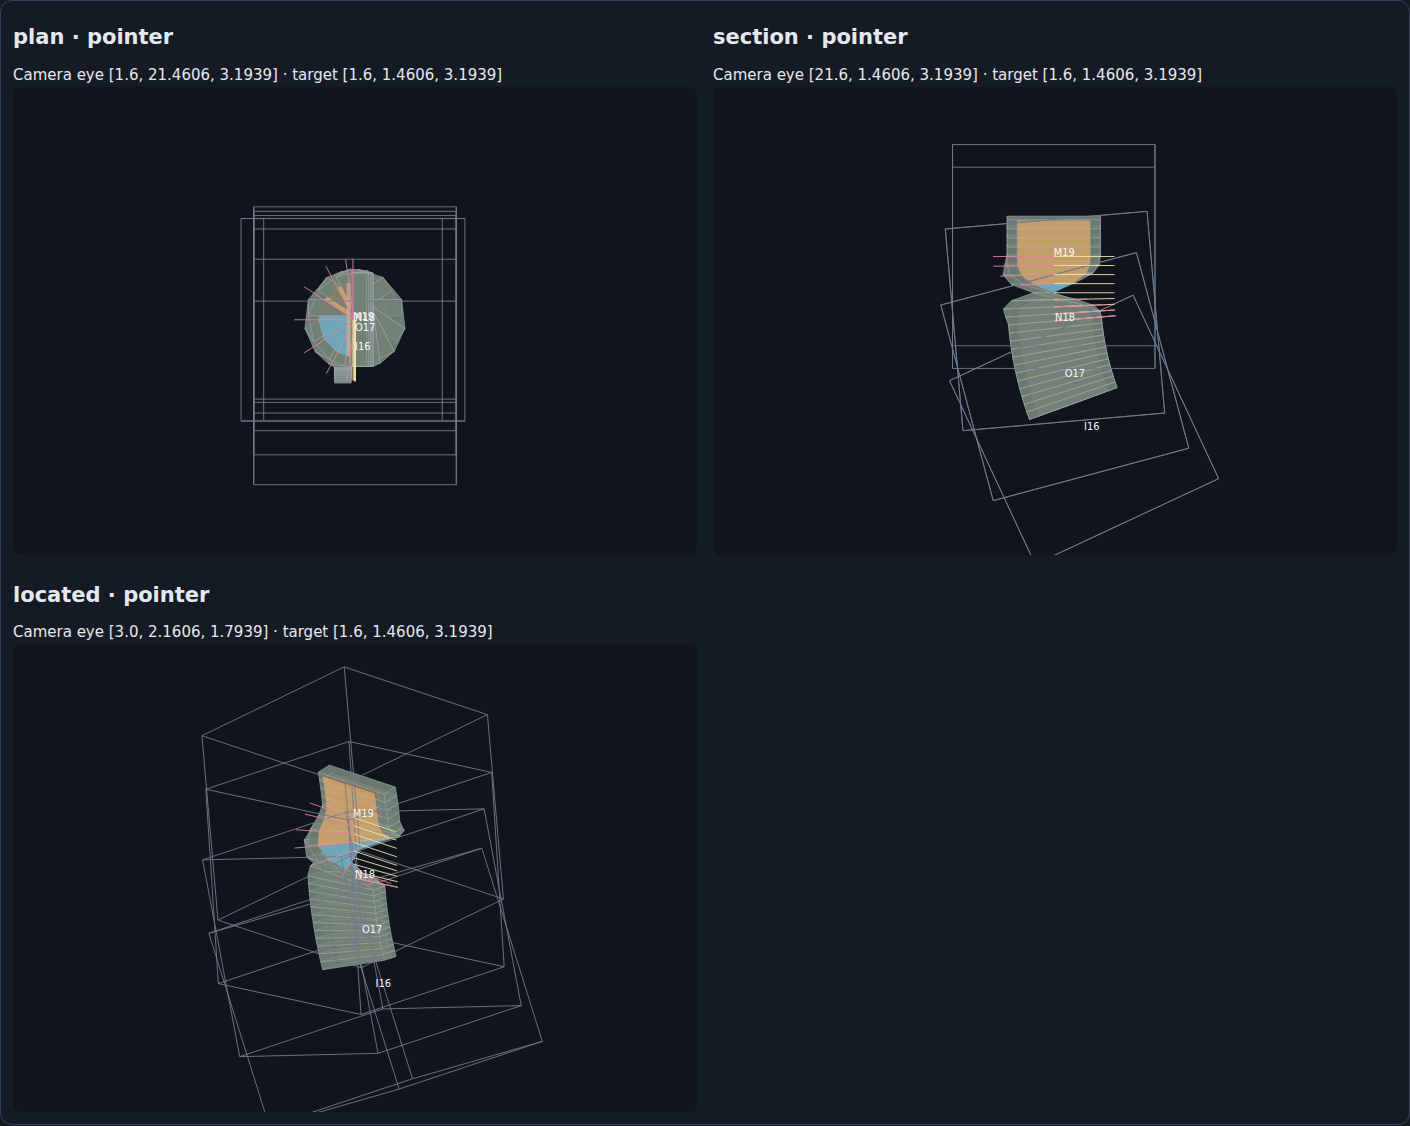 plan · pointer
Camera eye [1.6, 21.4606, 3.1939] · target [1.6, 1.4606, 3.1939]
O17
I16
section · pointer
Camera eye [21.6, 1.4606, 3.1939] · target [1.6, 1.4606, 3.1939]
M19
N18
O17
I16
located · pointer
Camera eye [3.0, 2.1606, 1.7939] · target [1.6, 1.4606, 3.1939]
M19
N18
O17
I16